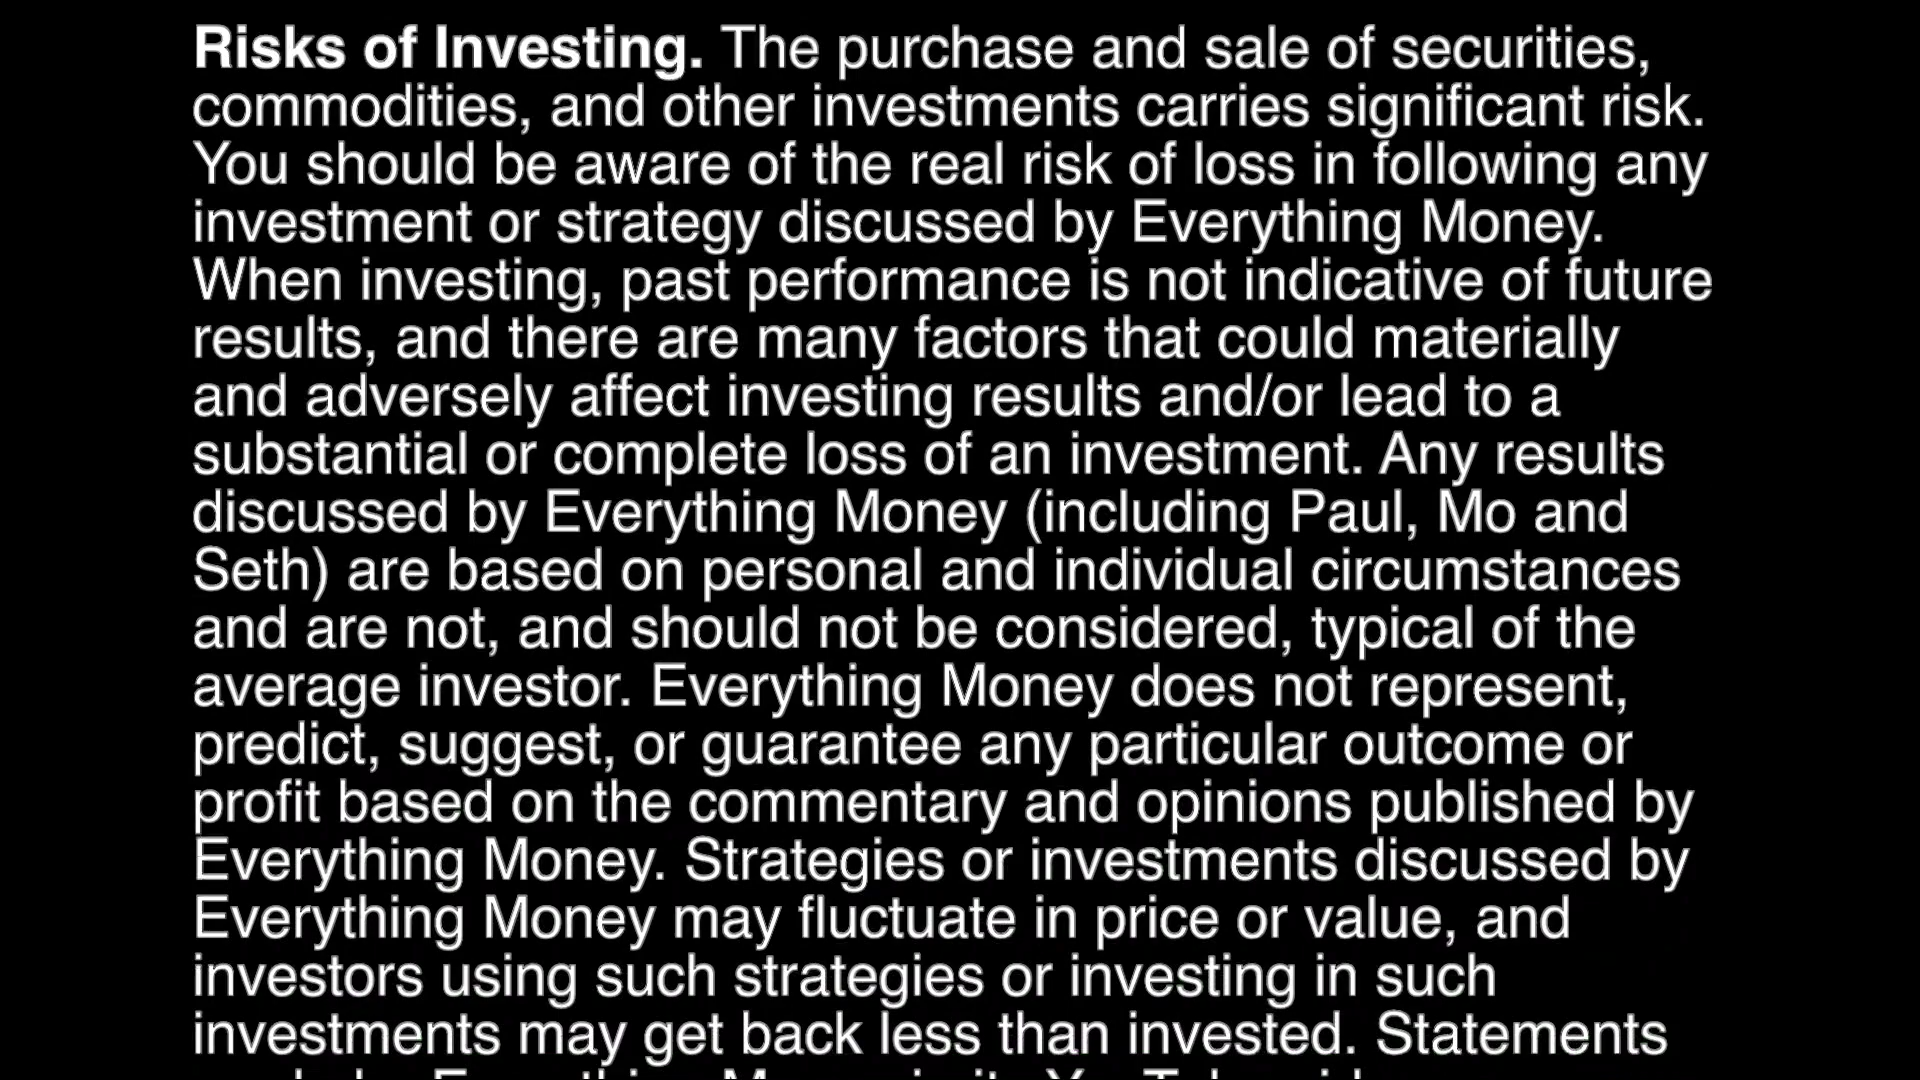 Risks of Investing. The purchase and sale of securities,
commodities, and other investments carries significant risk.
You should be aware of the real risk of loss in following any
investment or strategy discussed by Everything Money.
When investing, past performance is not indicative of future
results, and there are many factors that could materially
and adversely affect investing results and/or lead to a
substantial or complete loss of an investment. Any results
discussed by Everything Money (including Paul, Mo and
Seth) are based on personal and individual circumstances
and are not, and should not be considered, typical of the
average investor. Everything Money does not represent,
predict, suggest, or guarantee any particular outcome or
profit based on the commentary and opinions published by
Everything Money. Strategies or investments discussed by
Everything Money may fluctuate in price or value, and
investors using such strategies or investing in such
investments may get back less than invested. Statements